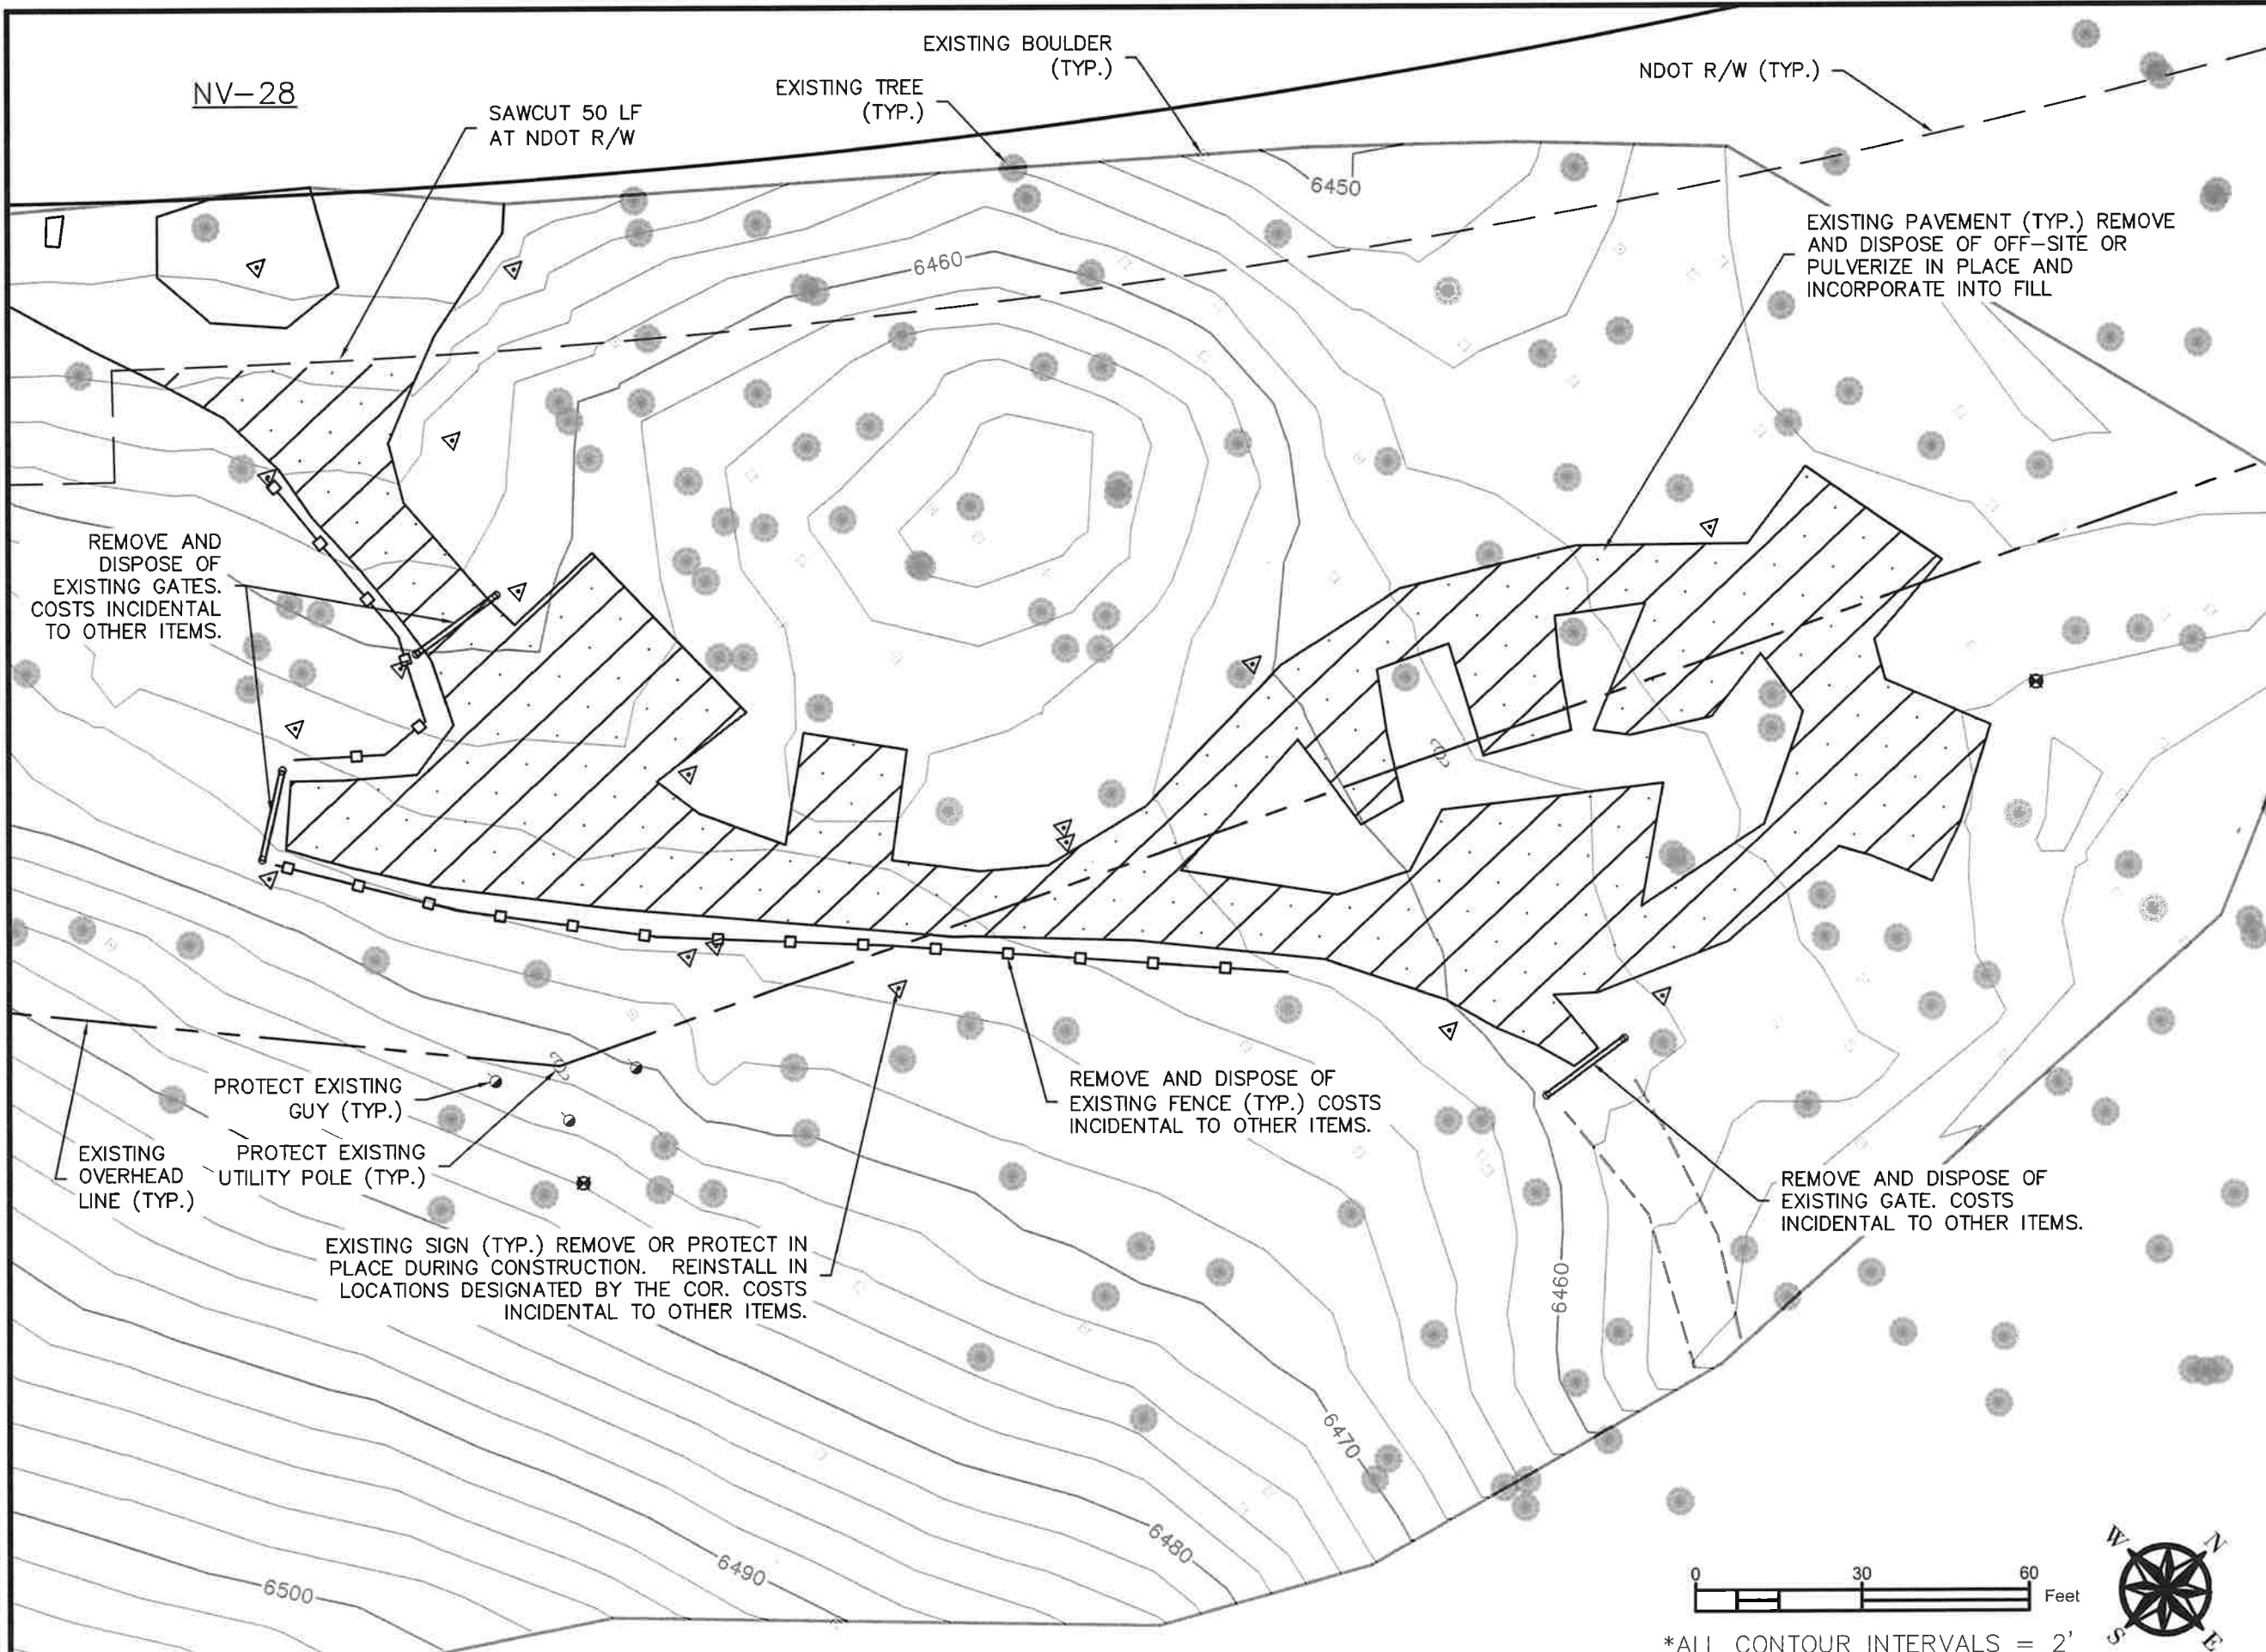 EXISTING BOULDER
(TYP.)
NV-28
EXISTING TREE
(TYP.)
NDOT R/W (TYP.)
SAWCUT 50 LF
AT NDOT R/W
6450
6460
EXISTING PAVEMENT (TYP.) REMOVE
AND DISPOSE OF OFF-SITE OR
PULVERIZE IN PLACE AND
INCORPORATE INTO FILL
REMOVE AND
DISPOSE OF
EXISTING GATES.
COSTS INCIDENTAL
TO OTHER ITEMS.
PROTECT EXISTING
GUY (TYP.)
EXISTING
OVERHEAD
LINE (TYP.)
PROTECT EXISTING
UTILITY POLE (TYP.)
REMOVE AND DISPOSE OF
EXISTING FENCE (TYP.) COSTS
INCIDENTAL TO OTHER ITEMS.
REMOVE AND DISPOSE OF
EXISTING GATE. COSTS
INCIDENTAL TO OTHER ITEMS.
EXISTING SIGN (TYP.) REMOVE OR PROTECT IN
PLACE DURING CONSTRUCTION. REINSTALL IN
LOCATIONS DESIGNATED BY THE COR. COSTS
INCIDENTAL TO OTHER ITEMS.
6460
6470
6480
6490
6500
0 30 60
Feet
W N
S E
*ALL CONTOUR INTERVALS = 2'